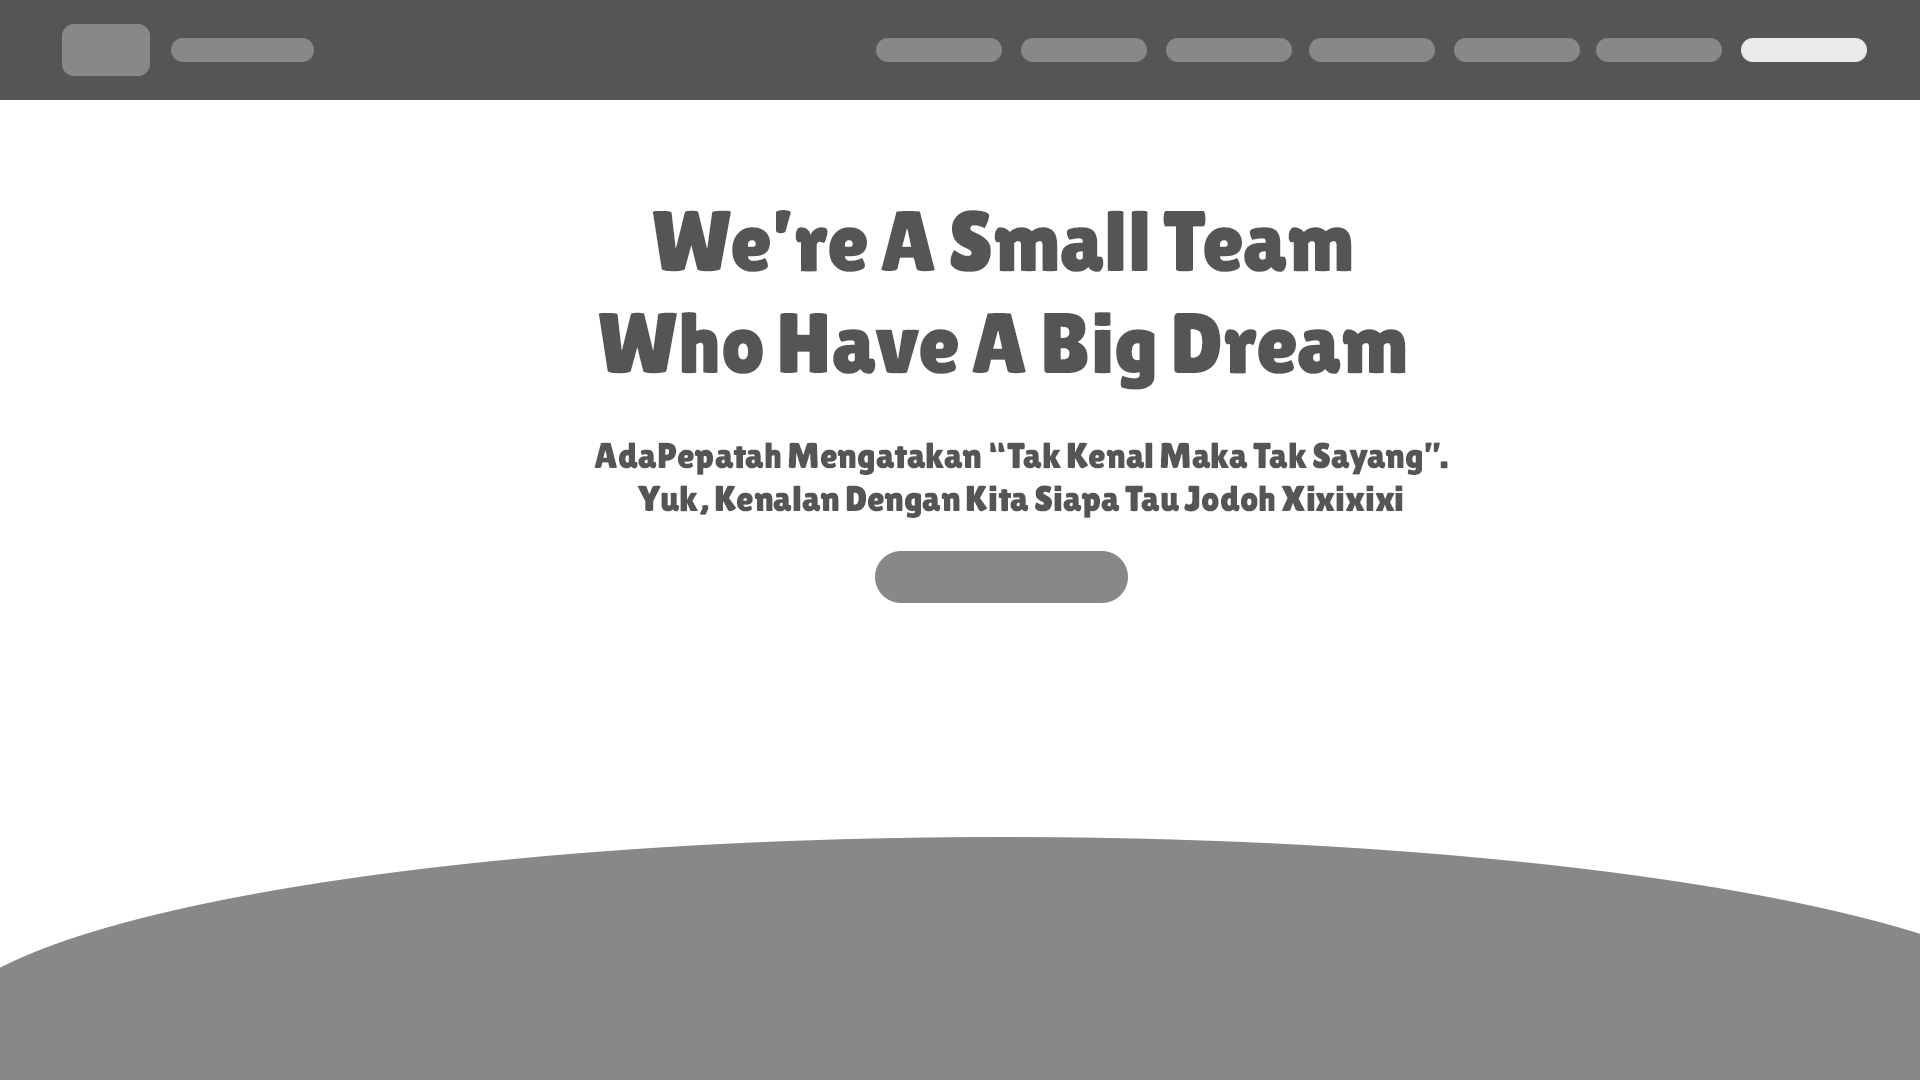 We're A Small Team
Who Have A Big Dream
AdaPepatah Mengatakan “Tak Kenal Maka Tak Sayang”.
Yuk, Kenalan Dengan Kita Siapa Tau Jodoh Xixixixi